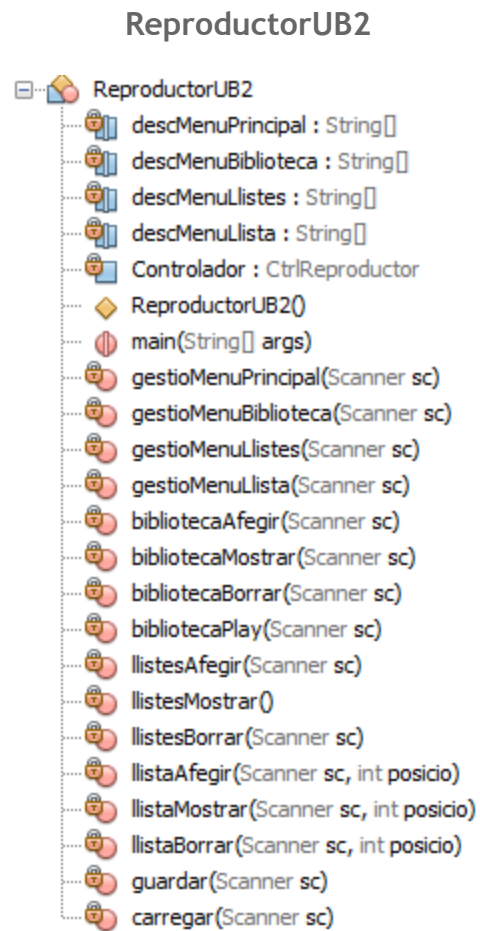 ReproductorUB2
ReproductorUB2
descMenuPrincipal : String[]
descMenuBiblioteca : String[]
descMenuLlistes : String[]
descMenuLlista : String[]
Controlador : CtrlReproductor
ReproductorUB2()
main(String[] args)
gestioMenuPrincipal(Scanner sc)
gestioMenuBiblioteca(Scanner sc)
gestioMenuLlistes(Scanner sc)
gestioMenuLlista(Scanner sc)
bibliotecaAfegir(Scanner sc)
bibliotecaMostrar(Scanner sc)
bibliotecaBorrar(Scanner sc)
bibliotecaPlay(Scanner sc)
llistesAfegir(Scanner sc)
llistesMostrar()
llistesBorrar(Scanner sc)
llistaAfegir(Scanner sc, int posicio)
llistaMostrar(Scanner sc, int posicio)
llistaBorrar(Scanner sc, int posicio)
guardar(Scanner sc)
carregar(Scanner sc)